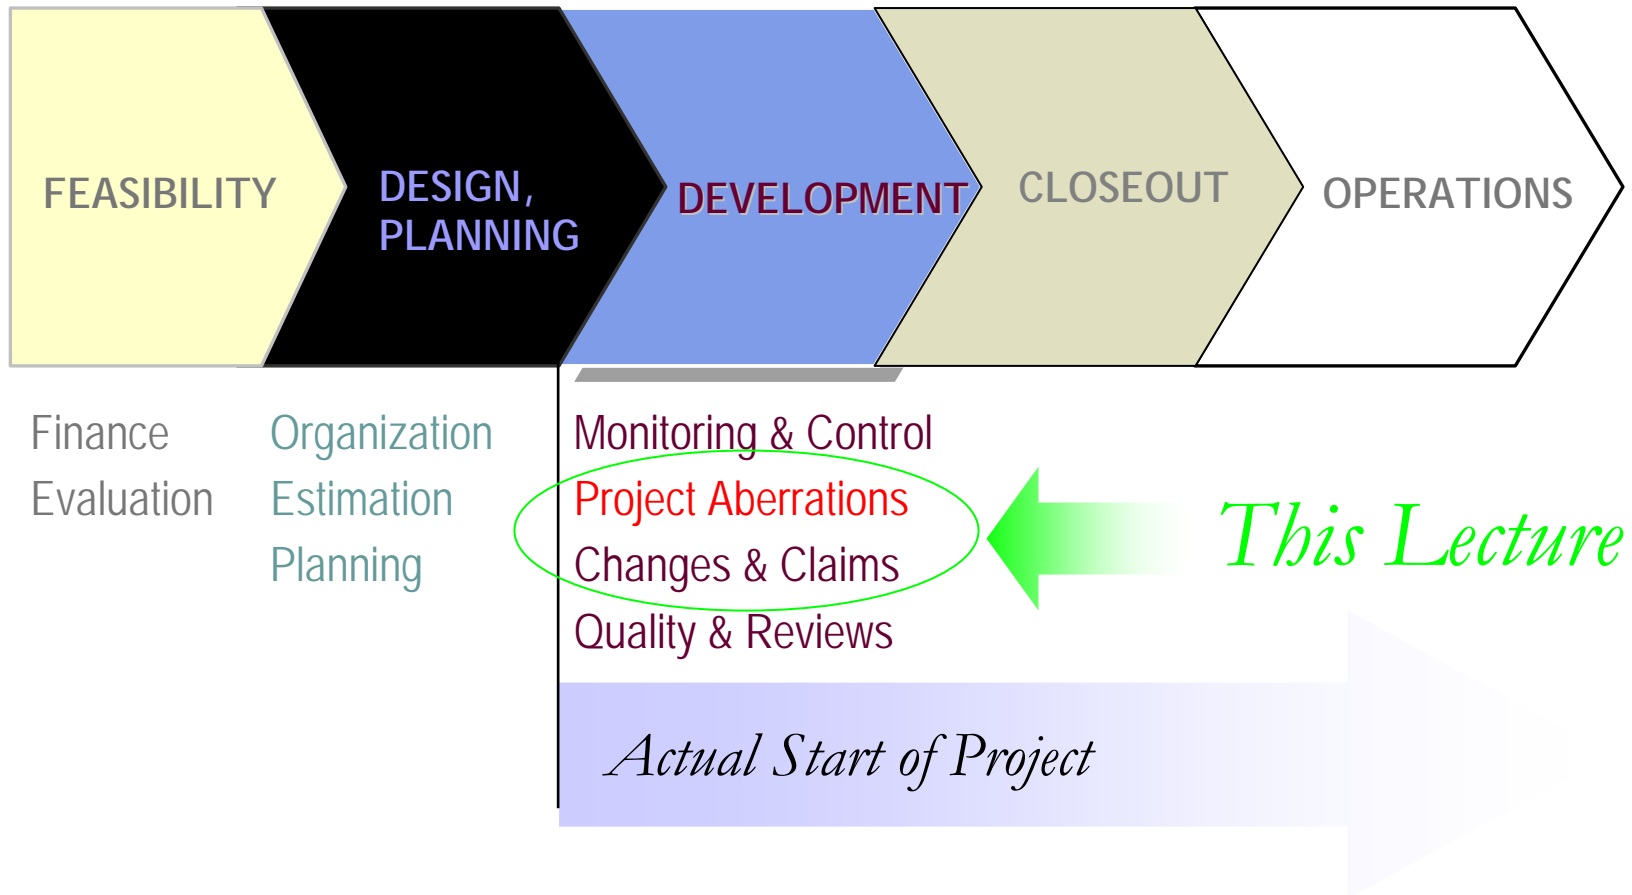 FEASIBILITY
DESIGN,
PLANNING
DEVELOPMENT
CLOSEOUT
OPERATIONS
Finance
Evaluation
Organization
Estimation
Planning
Monitoring & Control
Project Aberrations
Changes & Claims
Quality & Reviews
This Lecture
Actual Start of Project